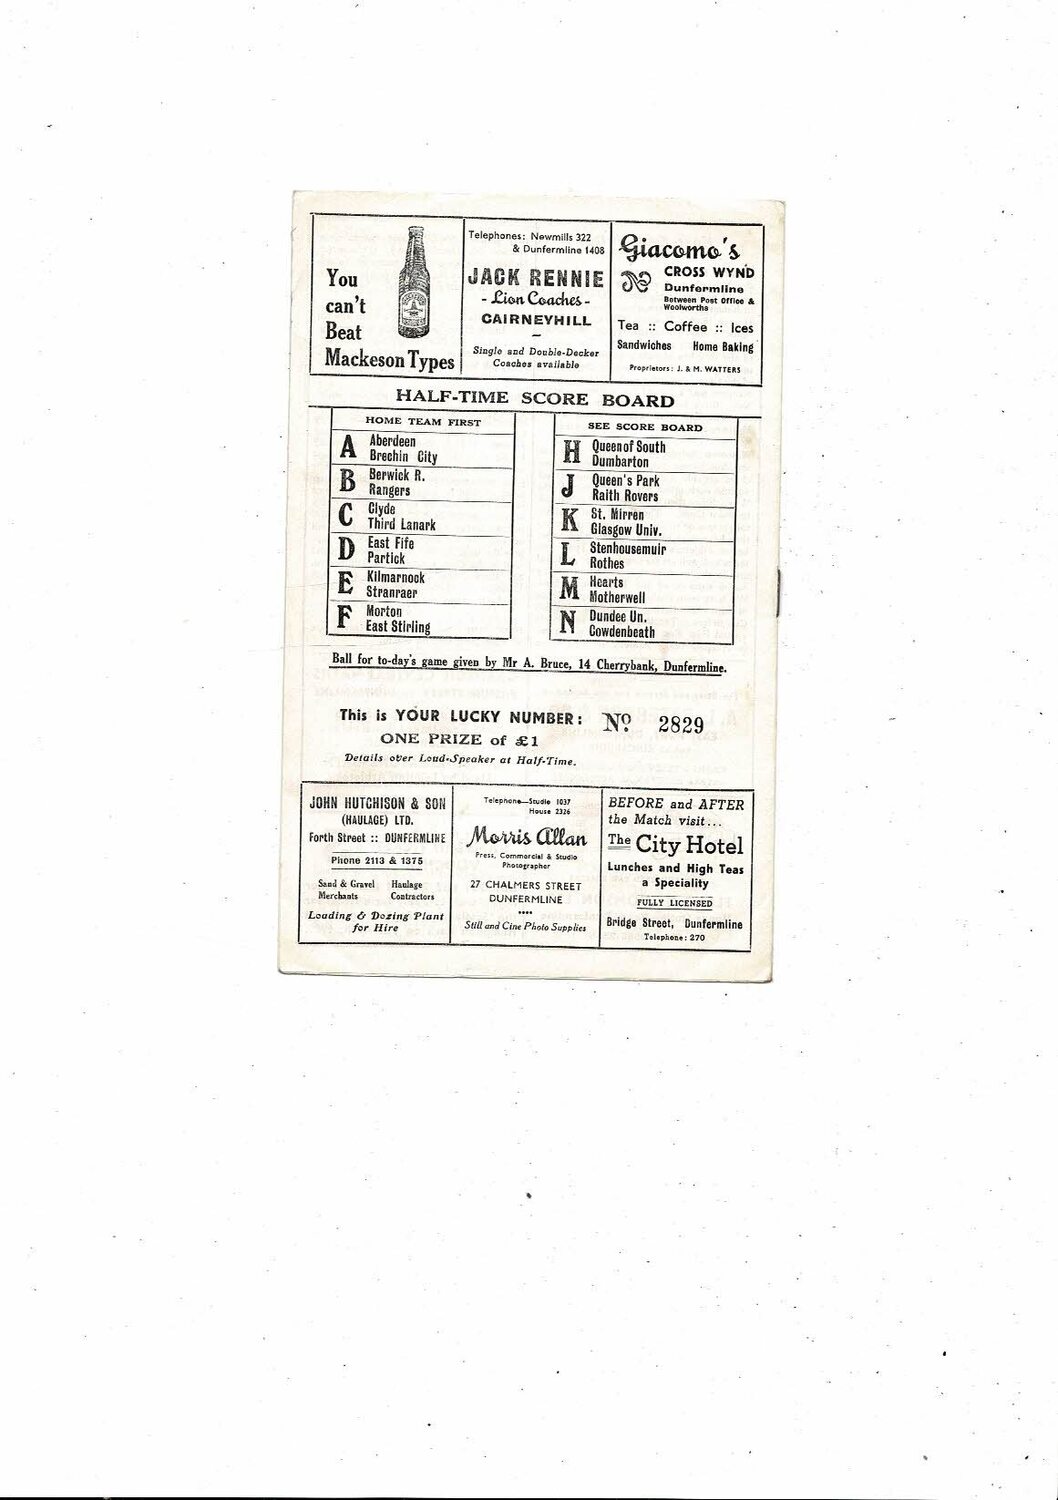 You
can't
Beat
Mackeson Types
Telephones: Newmills 322
& Dunfermline 1408
JACK RENNIE
- Lion Coaches -
CAIRNEYHILL
Single and Double-Decker
Coaches available
Giacomo's
CROSS WYND
Dunfermline
Between Post Office &
Woolworths
Tea :: Coffee :: Ices
Sandwiches Home Baking
Proprietors: J. & M. WATTERS
HALF-TIME SCORE BOARD
HOME TEAM FIRST
A Aberdeen
Brechin City
B Berwick R.
Rangers
C Clyde
Third Lanark
D East Fife
Partick
E Kilmarnock
Stranraer
F Morton
East Stirling
SEE SCORE BOARD
H Queen of South
Dumbarton
J Queen's Park
Raith Rovers
K St. Mirren
Glasgow Univ.
L Stenhousemuir
Rothes
M Hearts
Motherwell
N Dundee Un.
Cowdenbeath
Ball for to-day's game given by Mr A. Bruce, 14 Cherrybank, Dunfermline.
This is YOUR LUCKY NUMBER: No. 2829
ONE PRIZE of £1
Details over Loud-Speaker at Half-Time.
JOHN HUTCHISON & SON
(HAULAGE) LTD.
Forth Street :: DUNFERMLINE
Phone 2113 & 1375
Sand & Gravel Haulage
Merchants Contractors
Loading & Dozing Plant
for Hire
Telephone—Studio 1037
House 2326
Morris Allan
Press, Commercial & Studio
Photographer
27 CHALMERS STREET
DUNFERMLINE
Still and Cine Photo Supplies
BEFORE and AFTER
the Match visit...
The City Hotel
Lunches and High Teas
a Speciality
FULLY LICENSED
Bridge Street, Dunfermline
Telephone: 270